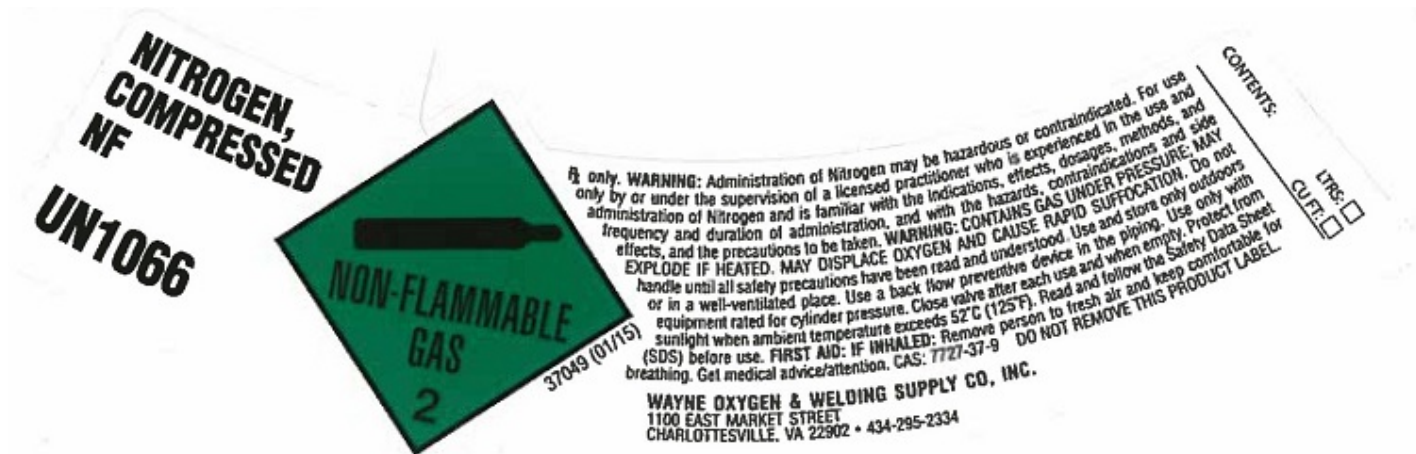 NITROGEN,
COMPRESSED
NF
UN1066
NON-FLAMMABLE
GAS
2
37049 (01/15)
℞ only. WARNING: Administration of Nitrogen may be hazardous or contraindicated. For use
only by or under the supervision of a licensed practitioner who is experienced in the use and
administration of Nitrogen and is familiar with the indications, effects, dosages, methods, and
frequency and duration of administration, and with the hazards, contraindications and side
effects, and the precautions to be taken. WARNING: CONTAINS GAS UNDER PRESSURE; MAY
EXPLODE IF HEATED. MAY DISPLACE OXYGEN AND CAUSE RAPID SUFFOCATION. Do not
handle until all safety precautions have been read and understood. Use and store only outdoors
or in a well-ventilated place. Use a back flow preventive device in the piping. Use only with
equipment rated for cylinder pressure. Close valve after each use and when empty. Protect from
sunlight when ambient temperature exceeds 52°C (125°F). Read and follow the Safety Data Sheet
(SDS) before use. FIRST AID: IF INHALED: Remove person to fresh air and keep comfortable for
breathing. Get medical advice/attention. CAS: 7727-37-9 DO NOT REMOVE THIS PRODUCT LABEL.
WAYNE OXYGEN & WELDING SUPPLY CO, INC.
1100 EAST MARKET STREET
CHARLOTTESVILLE, VA 22902 • 434-295-2334
CONTENTS:
LTRS: ☐
CU FT: ☐